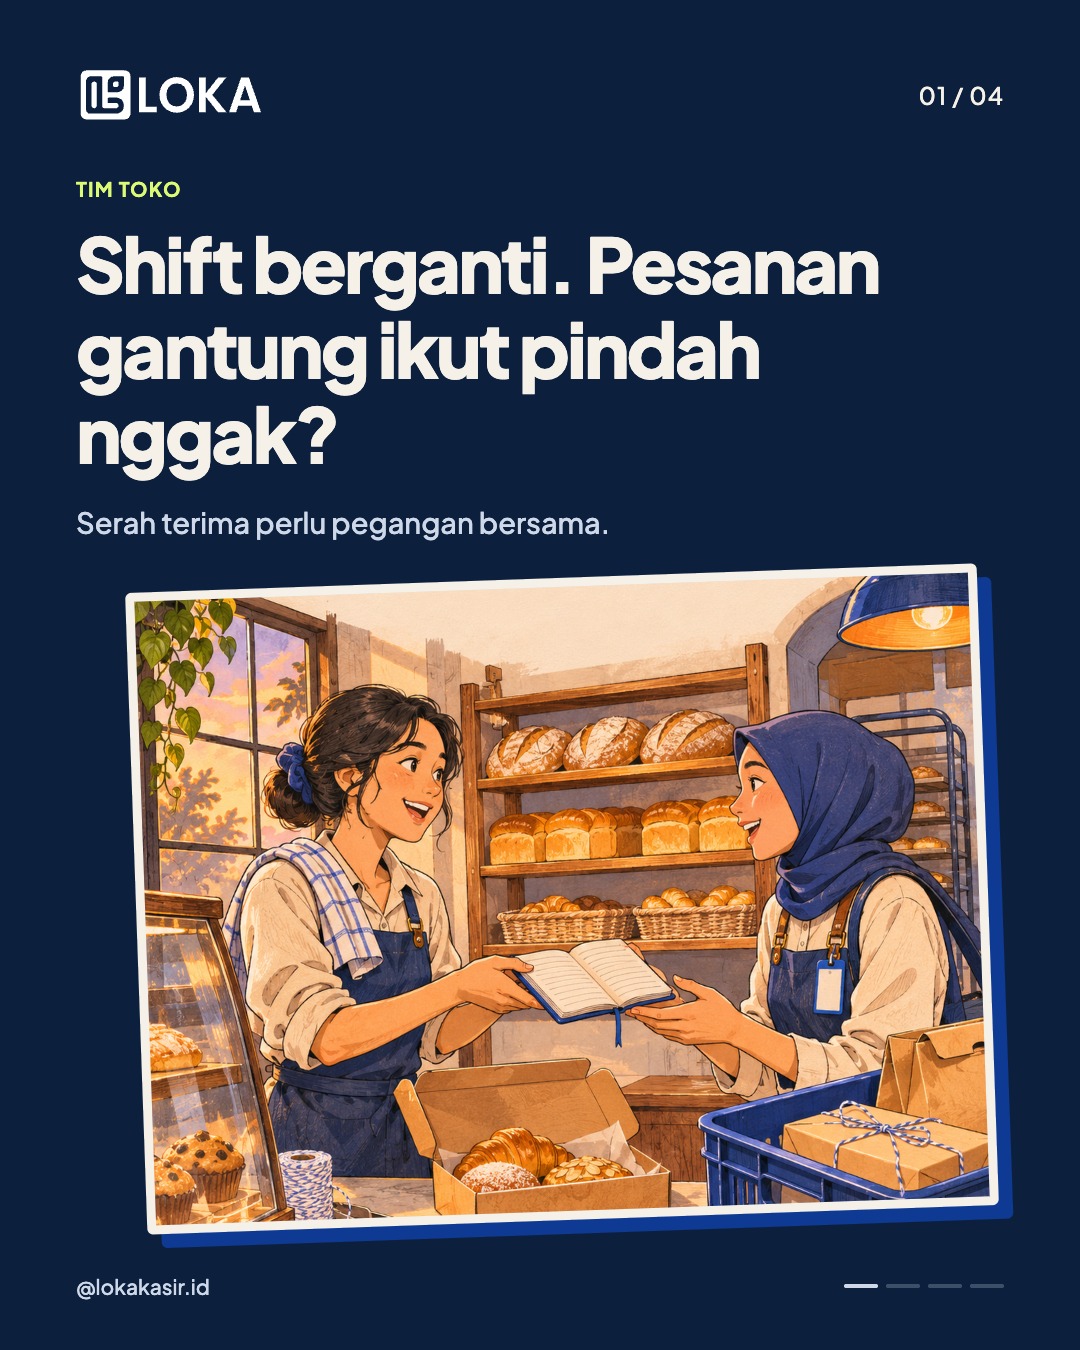 LOKA
01 / 04
TIM TOKO
Shift berganti. Pesanan
gantung ikut pindah
nggak?
Serah terima perlu pegangan bersama.
@lokakasir.id